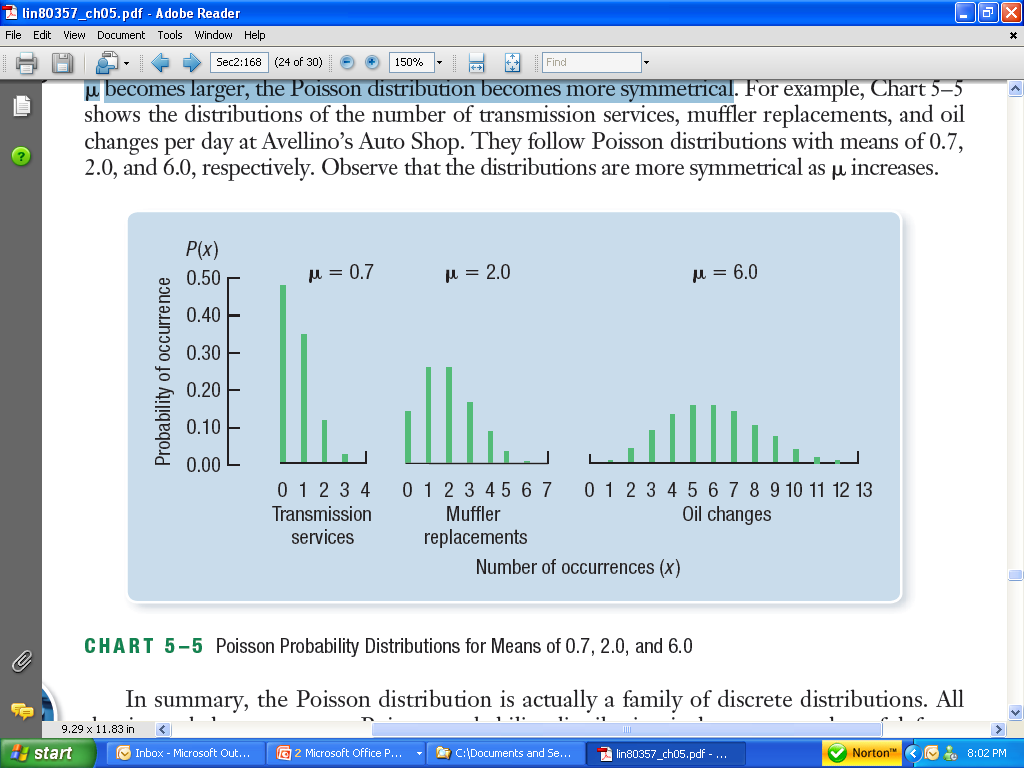 lin80357_ch05.pdf - Adobe Reader
File Edit View Document Tools Window Help
Sec2:168 (24 of 30) 150% Find
μ becomes larger, the Poisson distribution becomes more symmetrical. For example, Chart 5–5
shows the distributions of the number of transmission services, muffler replacements, and oil
changes per day at Avellino's Auto Shop. They follow Poisson distributions with means of 0.7,
2.0, and 6.0, respectively. Observe that the distributions are more symmetrical as μ increases.
P(x)
μ = 0.7 μ = 2.0 μ = 6.0
Probability of occurrence
0.50
0.40
0.30
0.20
0.10
0.00
0 1 2 3 4 0 1 2 3 4 5 6 7 0 1 2 3 4 5 6 7 8 9 10 11 12 13
Transmission Muffler Oil changes
services replacements
Number of occurrences (x)
CHART 5–5 Poisson Probability Distributions for Means of 0.7, 2.0, and 6.0
In summary, the Poisson distribution is actually a family of discrete distributions. All
9.29 x 11.83 in
start Inbox - Microsoft Out... 2 Microsoft Office P... C:\Documents and Se... lin80357_ch05.pdf - ... Norton™ 8:02 PM